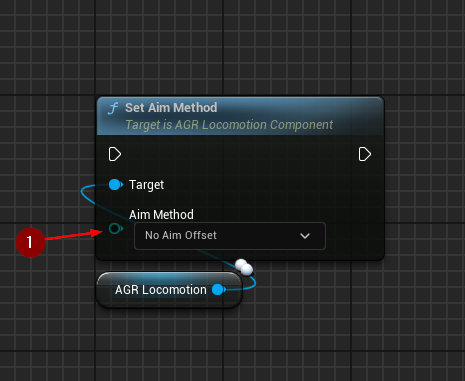 f Set Aim Method
Target is AGR Locomotion Component
Target
Aim Method
1
No Aim Offset
AGR Locomotion